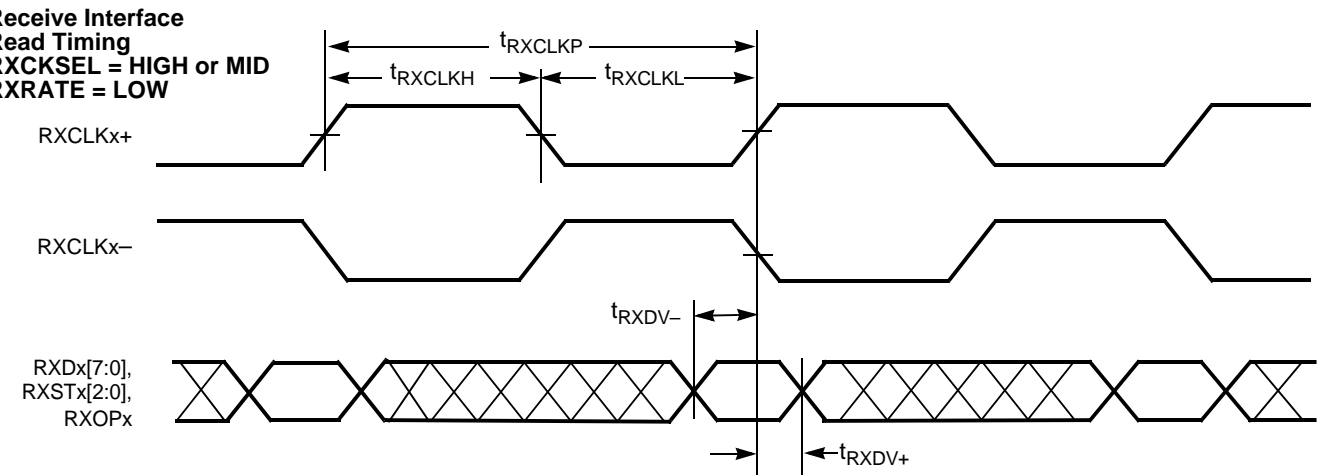 Receive Interface
Read Timing
RXCKSEL = HIGH or MID
RXRATE = LOW
tRXCLKP
tRXCLKH
tRXCLKL
RXCLKx+
RXCLKx–
tRXDV–
RXDx[7:0],
RXSTx[2:0],
RXOPx
tRXDV+